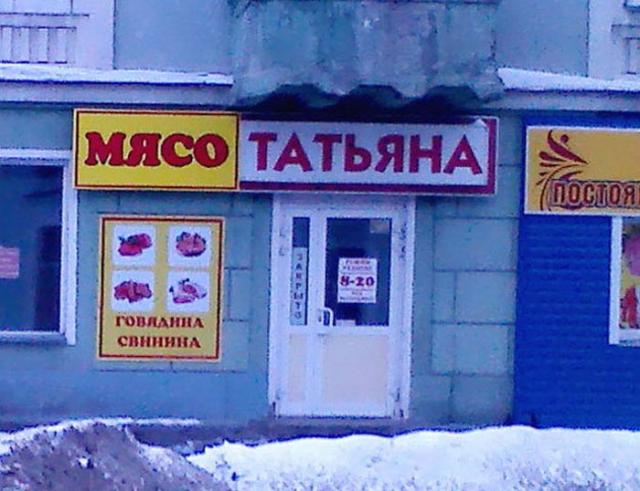 МЯСО
ТАТЬЯНА
ПОСТОЯ
ЗАКРЫТО
8-20
ГОВЯДИНА
СВИНИНА